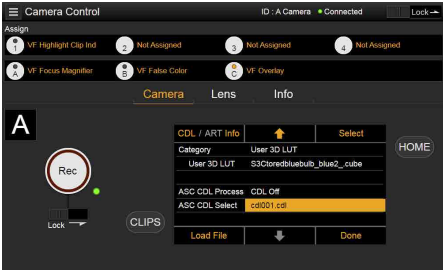 Camera Control ID : A Camera Connected Lock
Assign
1 VF Highlight Clip Ind 2 Not Assigned 3 Not Assigned 4 Not Assigned
A VF Focus Magnifier B VF False Color C VF Overlay
Camera Lens Info
A
CDL / ART Info Select
Category User 3D LUT
HOME
User 3D LUT S3Ctoredbluebulb_blue2_.cube
Rec
ASC CDL Process CDL Off
ASC CDL Select cdl001.cdl
Lock
CLIPS
Load File Done